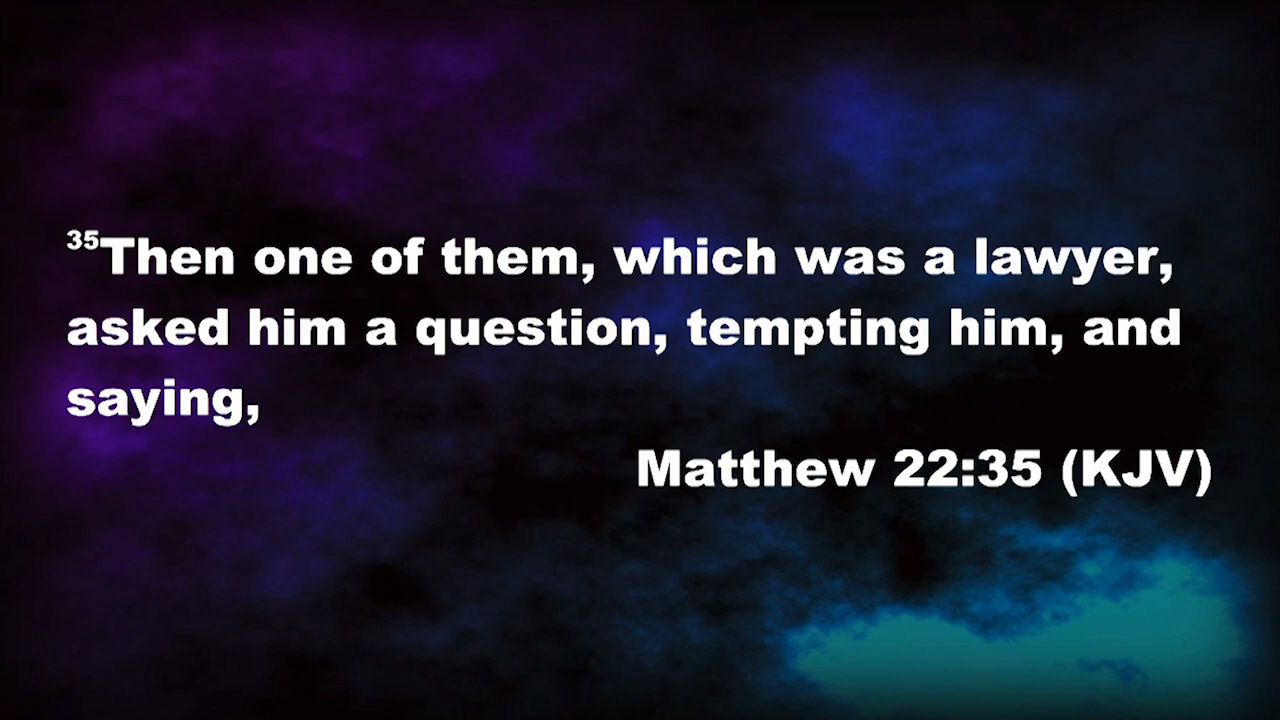 35Then one of them, which was a lawyer,
asked him a question, tempting him, and
saying,
Matthew 22:35 (KJV)